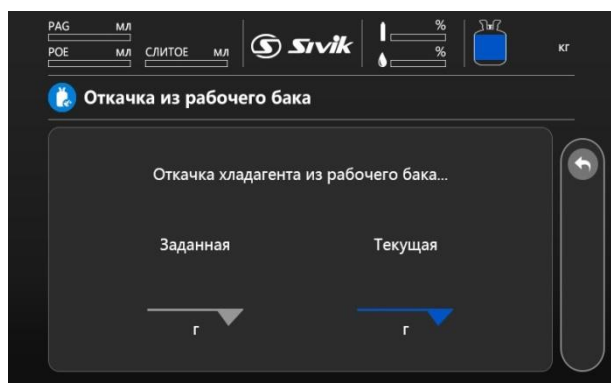 PAG мл
POE мл СЛИТОЕ мл
Sivik
%
%
кг
Откачка из рабочего бака
Откачка хладагента из рабочего бака...
Заданная Текущая
г г